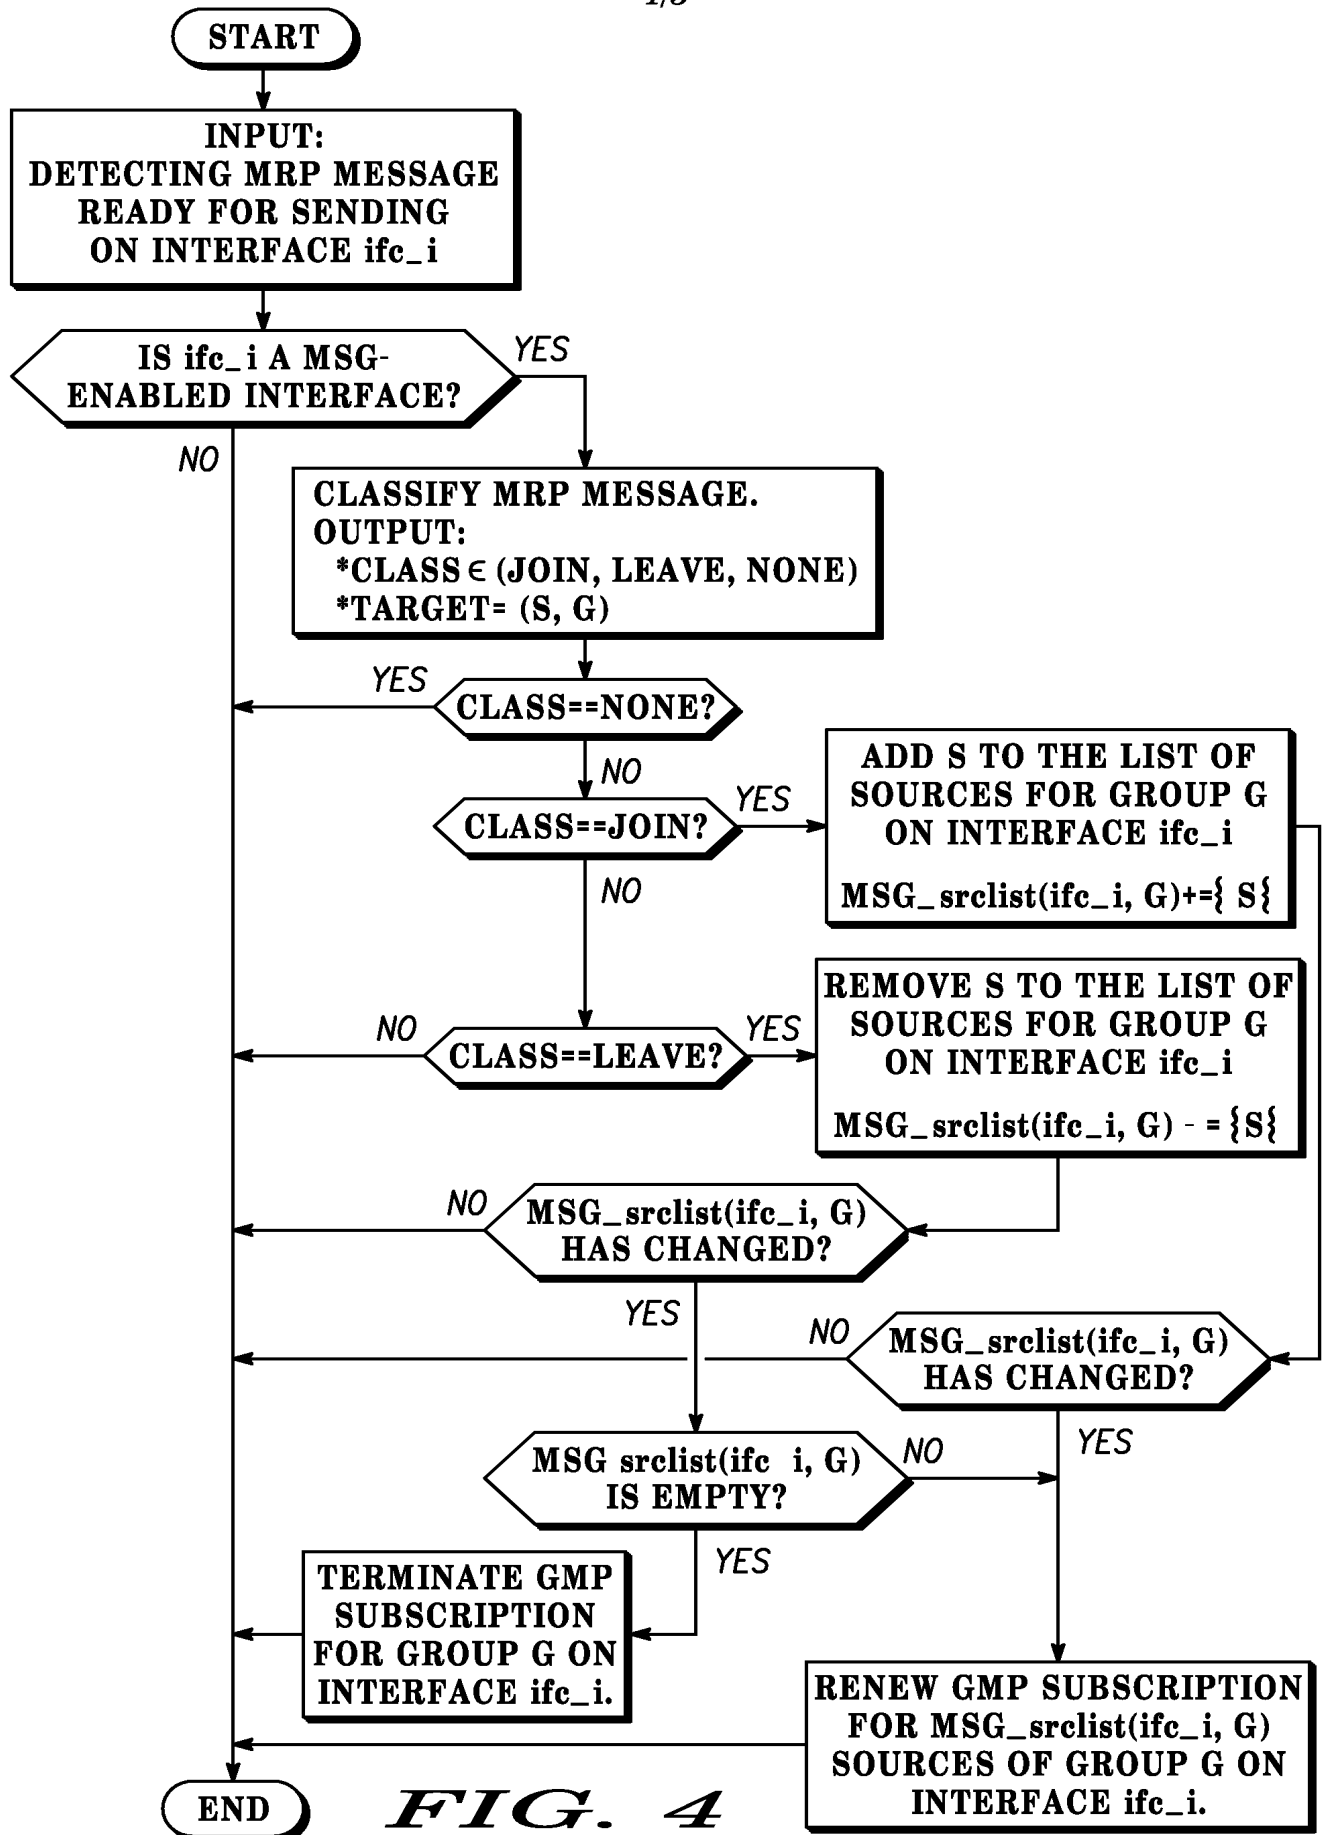 START
INPUT:
DETECTING MRP MESSAGE
READY FOR SENDING
ON INTERFACE ifc_i
IS ifc_i A MSG-
ENABLED INTERFACE?
YES
NO
CLASSIFY MRP MESSAGE.
OUTPUT:
*CLASS ∈ (JOIN, LEAVE, NONE)
*TARGET= (S, G)
YES
CLASS==NONE?
NO
CLASS==JOIN?
YES
ADD S TO THE LIST OF
SOURCES FOR GROUP G
ON INTERFACE ifc_i
MSG_srclist(ifc_i, G)+={ S{
NO
NO
CLASS==LEAVE?
YES
REMOVE S TO THE LIST OF
SOURCES FOR GROUP G
ON INTERFACE ifc_i
MSG_srclist(ifc_i, G) - = {S{
NO
MSG_srclist(ifc_i, G)
HAS CHANGED?
YES
NO
MSG_srclist(ifc_i, G)
HAS CHANGED?
YES
MSG srclist(ifc i, G)
IS EMPTY?
NO
YES
TERMINATE GMP
SUBSCRIPTION
FOR GROUP G ON
INTERFACE ifc_i.
RENEW GMP SUBSCRIPTION
FOR MSG_srclist(ifc_i, G)
SOURCES OF GROUP G ON
INTERFACE ifc_i.
END
FIG. 4